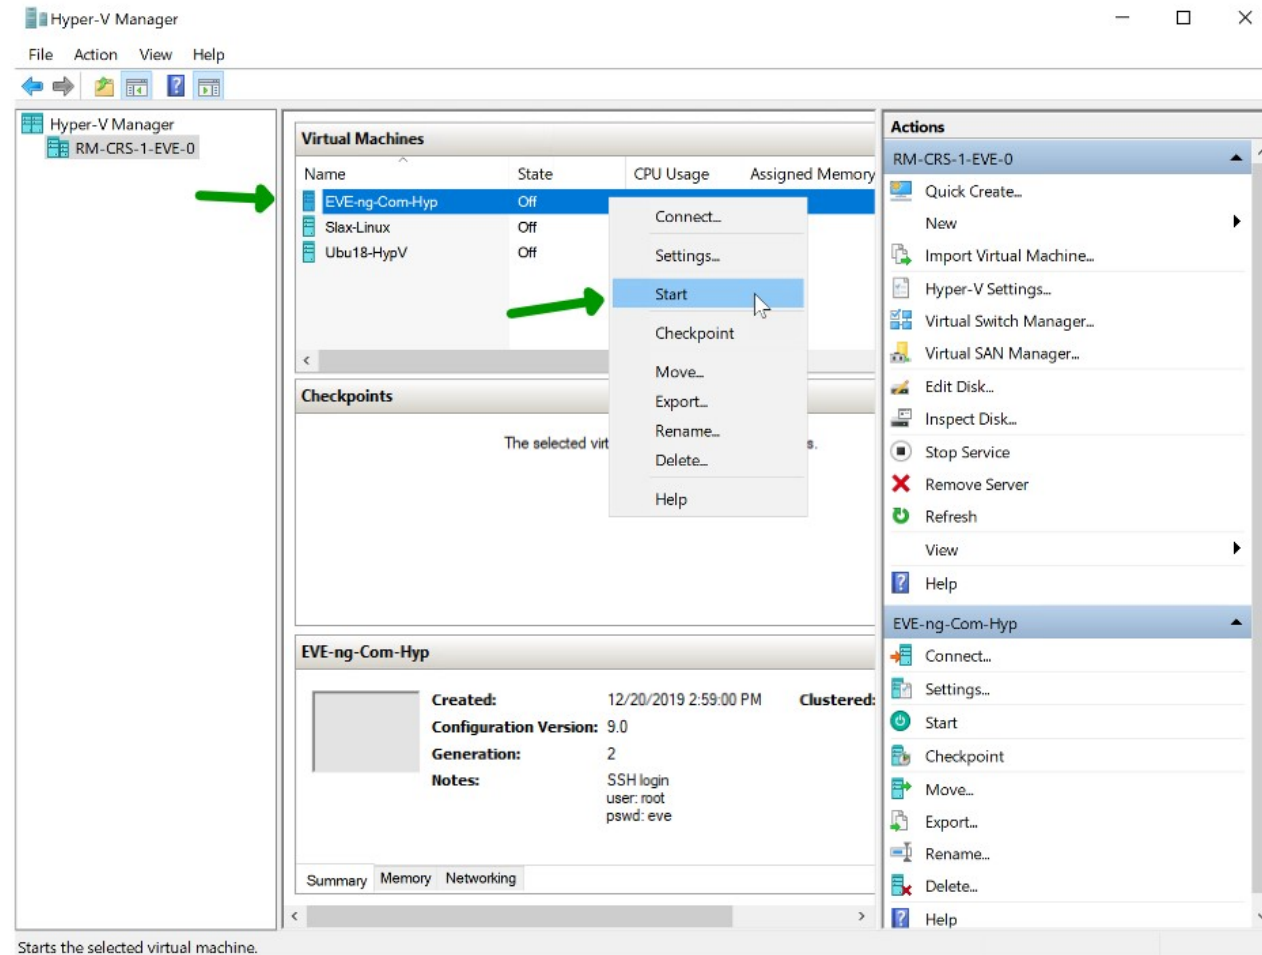 Hyper-V Manager
File Action View Help
Hyper-V Manager
RM-CRS-1-EVE-0
Virtual Machines
Name State CPU Usage Assigned Memory
EVE-ng-Com-Hyp Off
Slax-Linux Off
Ubu18-HypV Off
Connect...
Settings...
Start
Checkpoint
Move...
Export...
Rename...
Delete...
Help
Checkpoints
The selected virt s.
EVE-ng-Com-Hyp
Created: 12/20/2019 2:59:00 PM Clustered:
Configuration Version: 9.0
Generation: 2
Notes: SSH login
user: root
pswd: eve
Summary Memory Networking
Actions
RM-CRS-1-EVE-0
Quick Create...
New
Import Virtual Machine...
Hyper-V Settings...
Virtual Switch Manager...
Virtual SAN Manager...
Edit Disk...
Inspect Disk...
Stop Service
Remove Server
Refresh
View
Help
EVE-ng-Com-Hyp
Connect...
Settings...
Start
Checkpoint
Move...
Export...
Rename...
Delete...
Help
Starts the selected virtual machine.